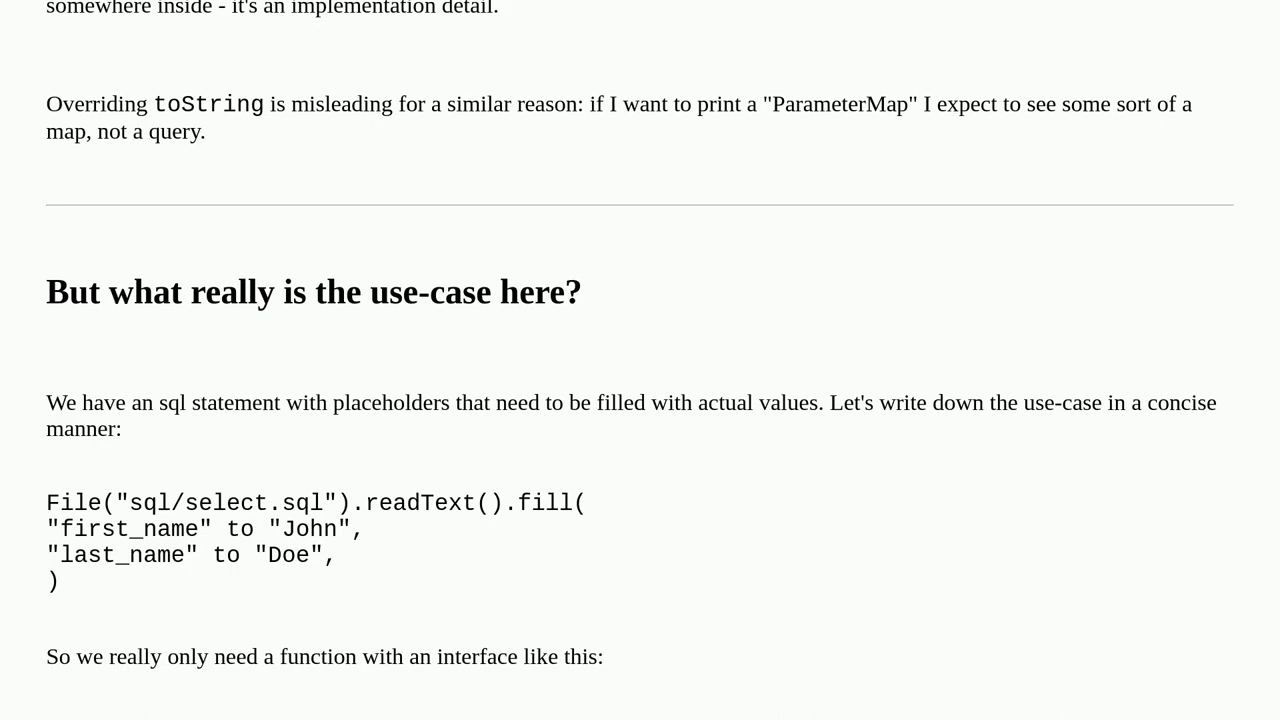 somewhere inside - it's an implementation detail.
Overriding toString is misleading for a similar reason: if I want to print a "ParameterMap" I expect to see some sort of a
map, not a query.
But what really is the use-case here?
We have an sql statement with placeholders that need to be filled with actual values. Let's write down the use-case in a concise
manner:
File("sql/select.sql").readText().fill(
"first_name" to "John",
"last_name" to "Doe",
)
So we really only need a function with an interface like this: